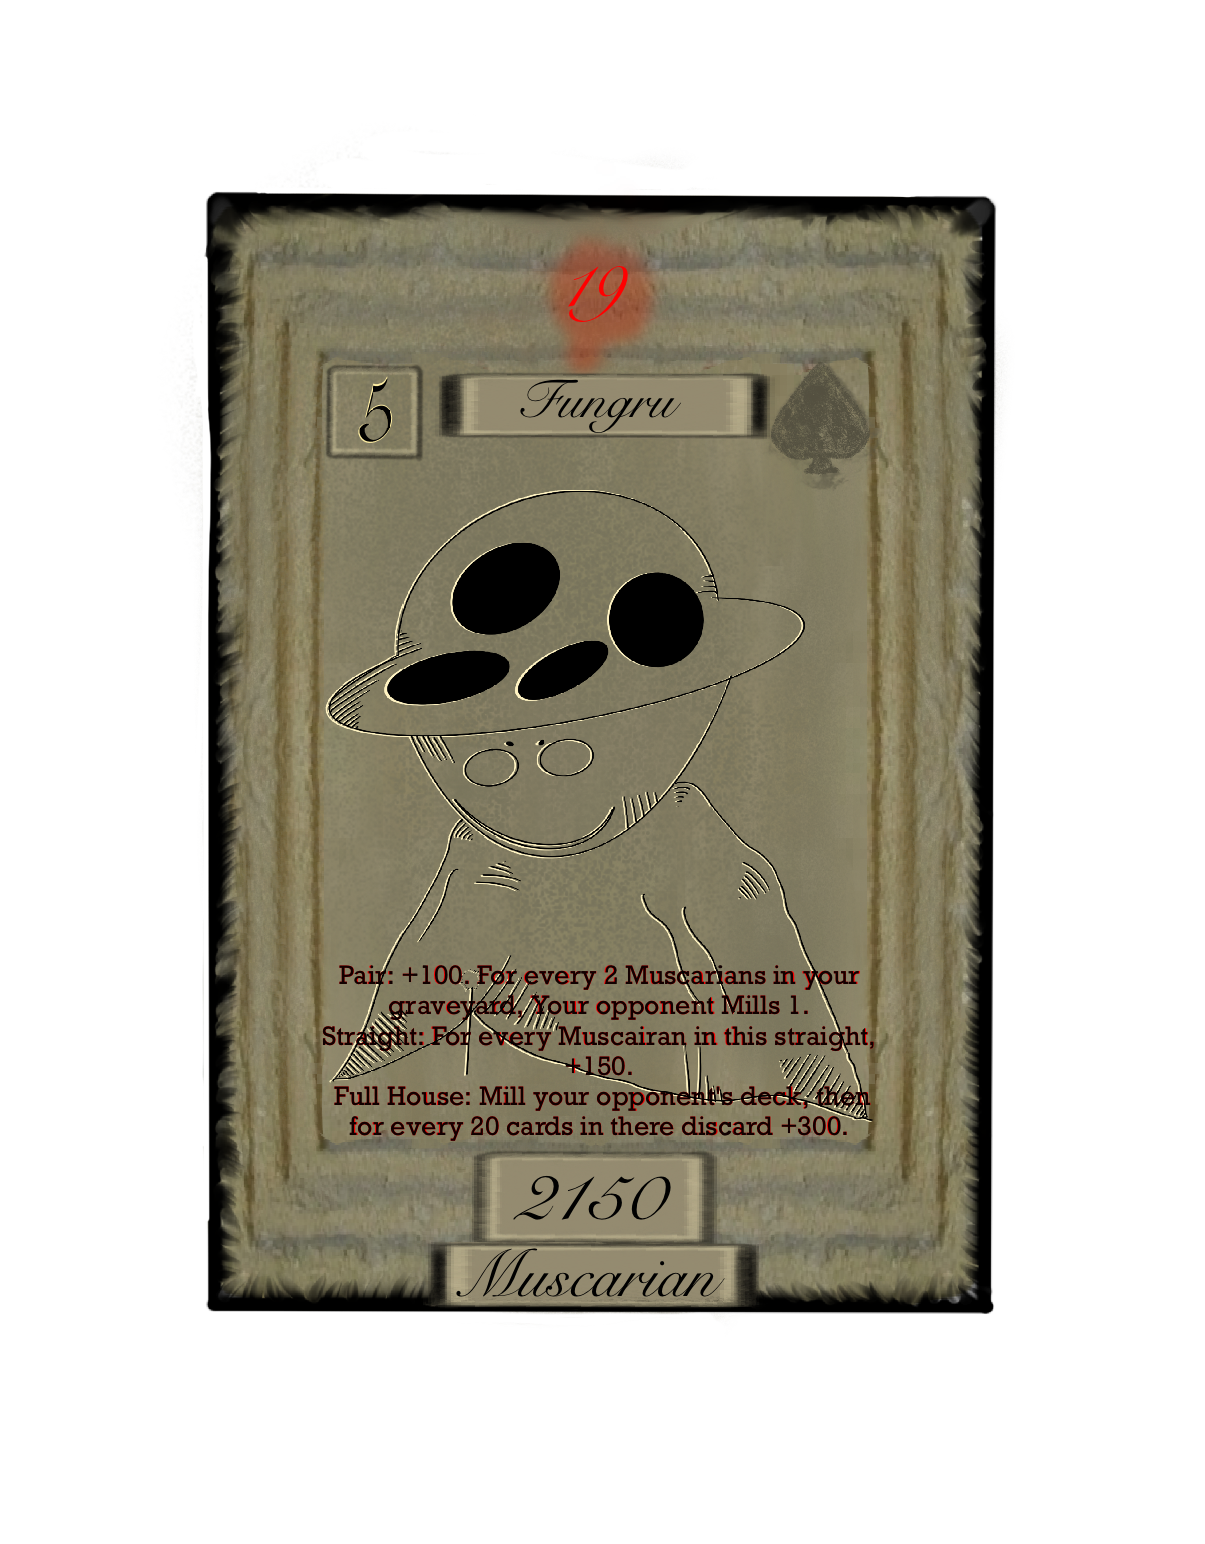 19
5
Fungru
Pair: +100. For every 2 Muscarians in your
graveyard, Your opponent Mills 1.
Straight: For every Muscairan in this straight,
+150.
Full House: Mill your opponent's deck, then
for every 20 cards in there discard +300.
2150
Muscarian